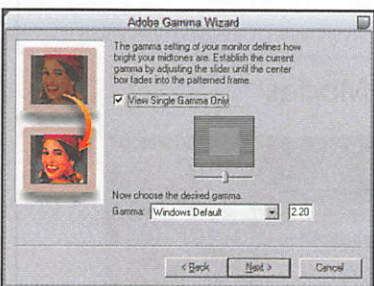 Adobe Gamma Wizard
The gamma setting of your monitor defines how
bright your midtones are. Establish the current
gamma by adjusting the slider until the center
box fades into the patterned frame.
View Single Gamma Only
Now choose the desired gamma.
Gamma: Windows Default 2.20
< Back Next > Cancel